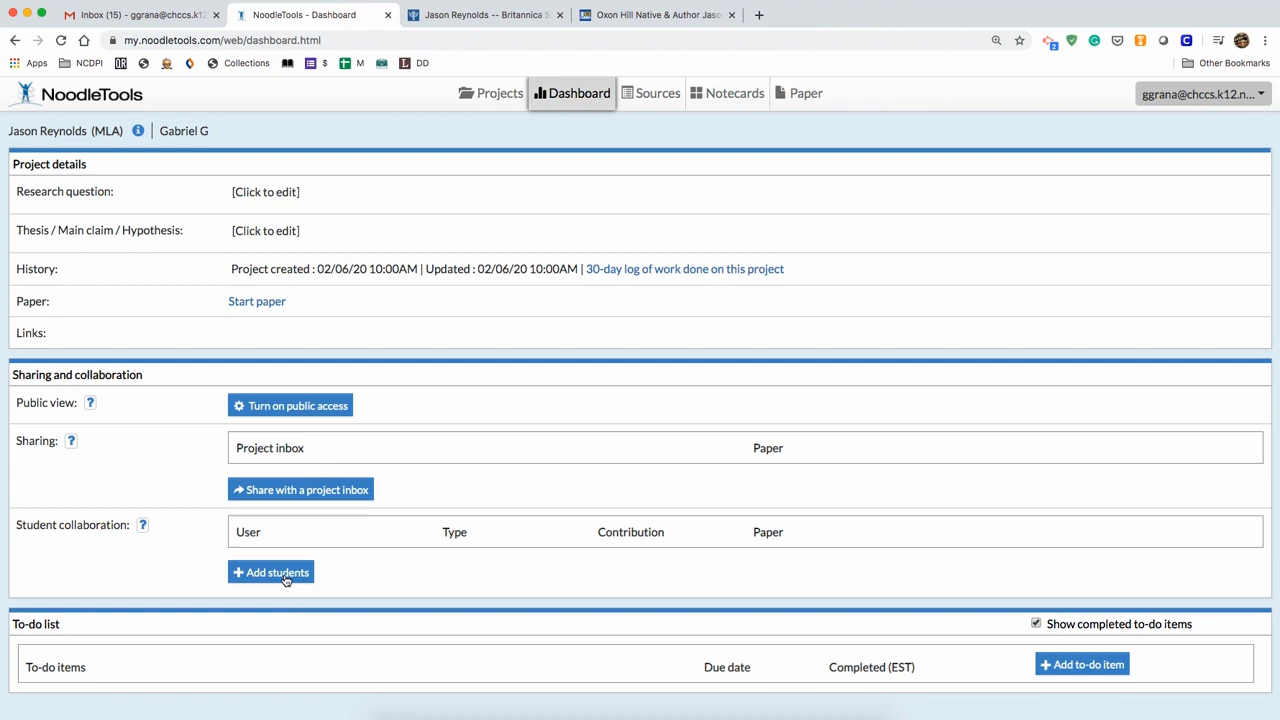 Inbox (15) - ggrana@chccs.k12 NoodleTools - Dashboard Jason Reynolds -- Britannica S Oxon Hill Native & Author Jaso
my.noodletools.com/web/dashboard.html
Apps NCDPI Collections $ M DD Other Bookmarks
NoodleTools Projects Dashboard Sources Notecards Paper ggrana@chccs.k12.n...
Jason Reynolds (MLA) Gabriel G
Project details
Research question: [Click to edit]
Thesis / Main claim / Hypothesis: [Click to edit]
History: Project created : 02/06/20 10:00AM | Updated : 02/06/20 10:00AM | 30-day log of work done on this project
Paper: Start paper
Links:
Sharing and collaboration
Public view: ? Turn on public access
Sharing: ? Project inbox Paper
Share with a project inbox
Student collaboration: ? User Type Contribution Paper
+ Add students
To-do list Show completed to-do items
To-do items Due date Completed (EST) + Add to-do item